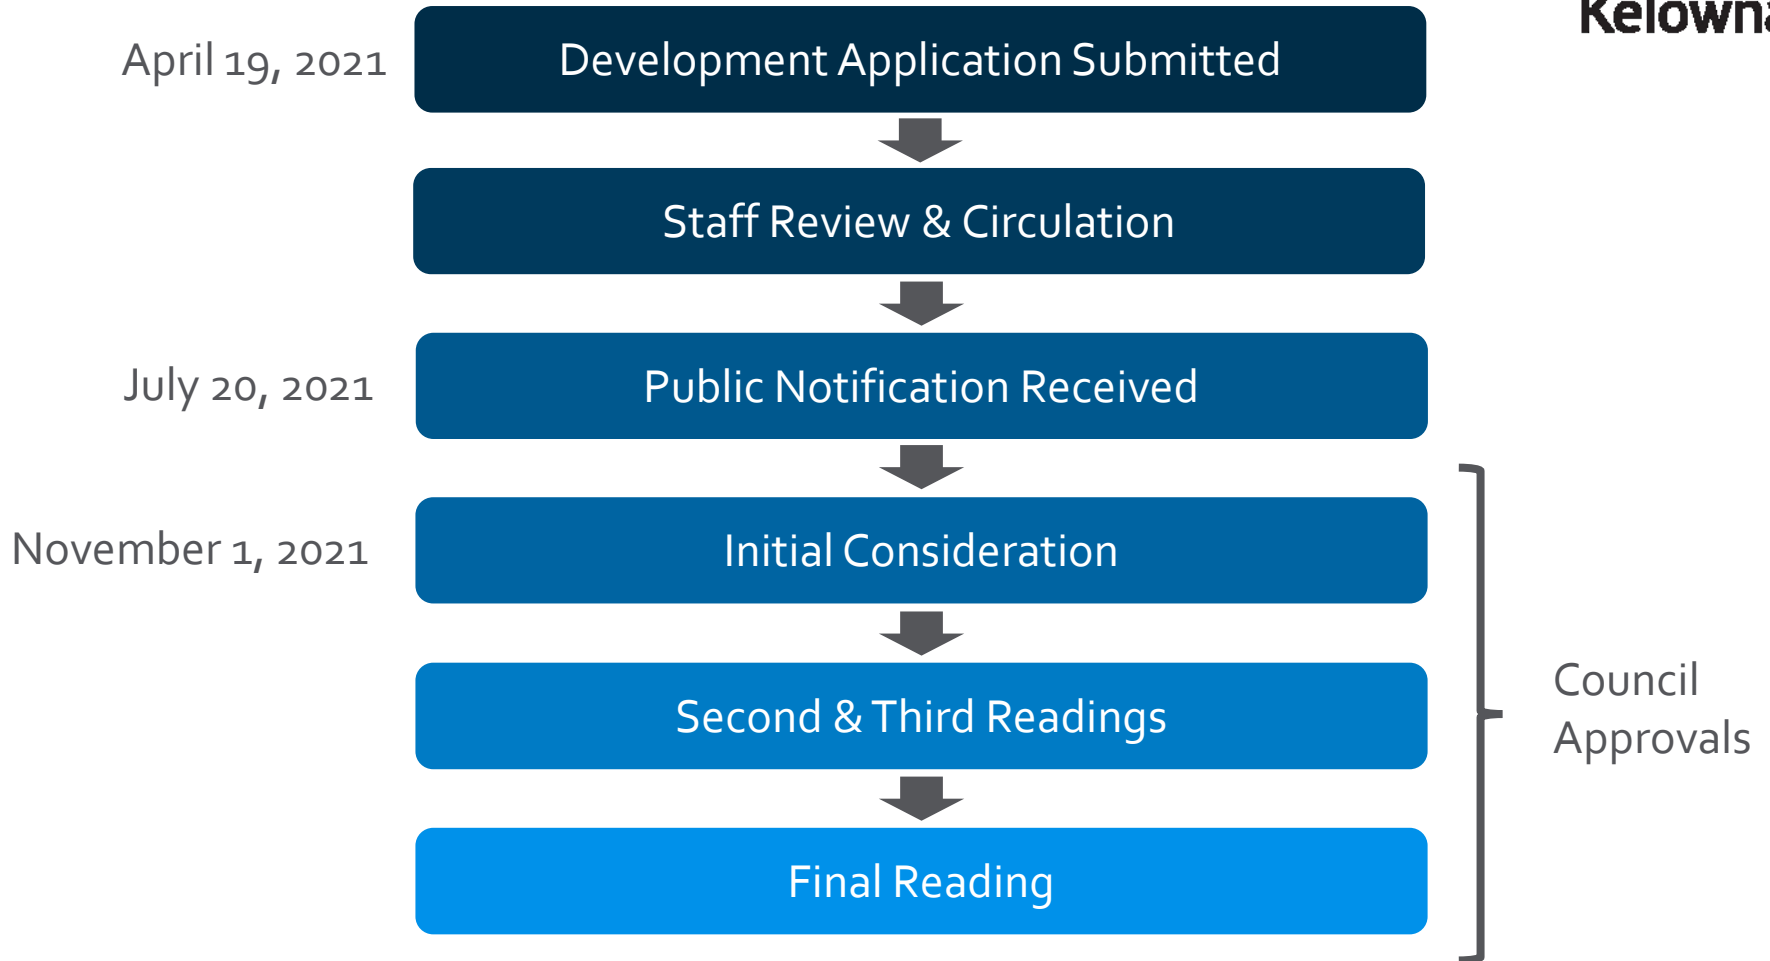 Kelowna
April 19, 2021
Development Application Submitted
Staff Review & Circulation
July 20, 2021
Public Notification Received
November 1, 2021
Initial Consideration
Second & Third Readings
Council
Approvals
Final Reading